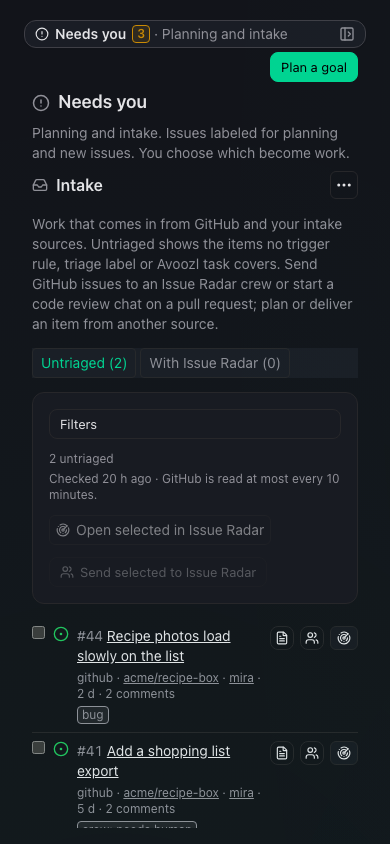 Needs you 3 · Planning and intake
Plan a goal
Needs you
Planning and intake. Issues labeled for planning
and new issues. You choose which become work.
Intake
Work that comes in from GitHub and your intake
sources. Untriaged shows the items no trigger
rule, triage label or Avoozl task covers. Send
GitHub issues to an Issue Radar crew or start a
code review chat on a pull request; plan or deliver
an item from another source.
Untriaged (2) With Issue Radar (0)
Filters
2 untriaged
Checked 20 h ago · GitHub is read at most every 10
minutes.
Open selected in Issue Radar
Send selected to Issue Radar
#44 Recipe photos load
slowly on the list
github · acme/recipe-box · mira ·
2 d · 2 comments
bug
#41 Add a shopping list
export
github · acme/recipe-box · mira ·
5 d · 2 comments